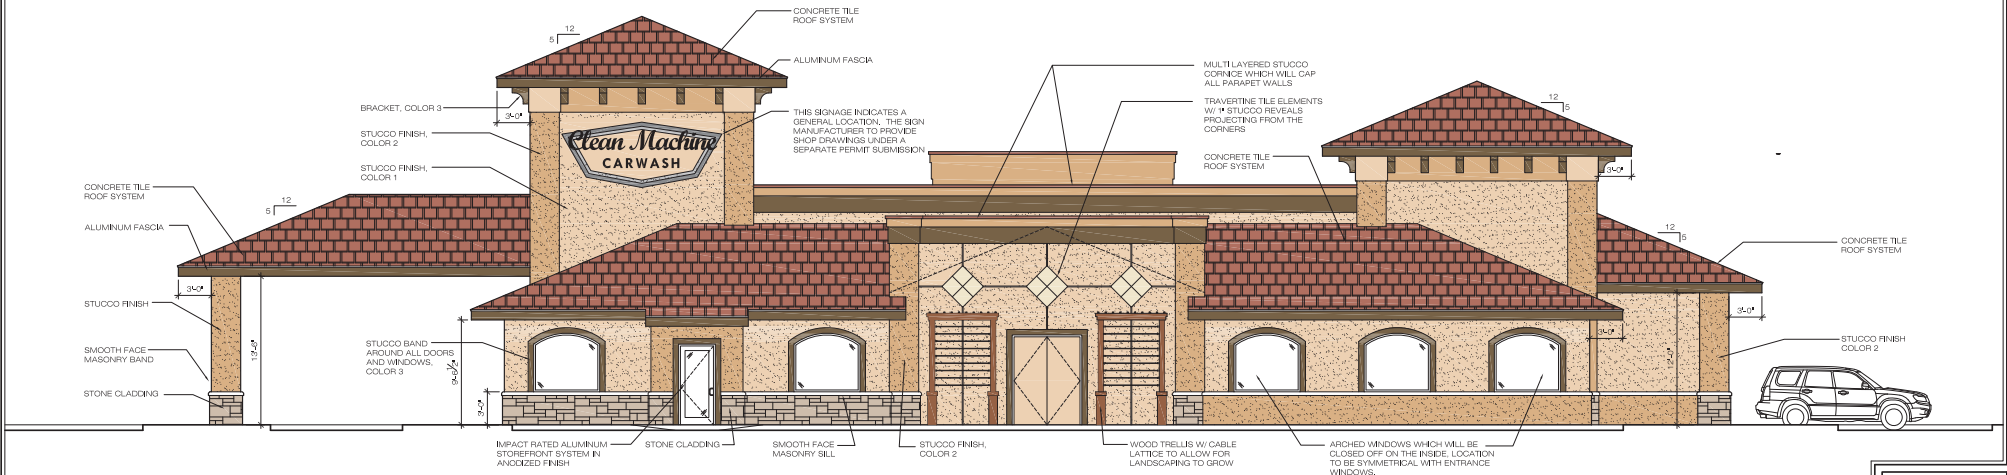 CONCRETE TILE
ROOF SYSTEM
12
5
ALUMINUM FASCIA
BRACKET, COLOR 3
3'-0"
STUCCO FINISH,
COLOR 2
STUCCO FINISH,
COLOR 1
Clean Machine
CARWASH
THIS SIGNAGE INDICATES A
GENERAL LOCATION. THE SIGN
MANUFACTURER TO PROVIDE
SHOP DRAWINGS UNDER A
SEPARATE PERMIT SUBMISSION
MULTI LAYERED STUCCO
CORNICE WHICH WILL CAP
ALL PARAPET WALLS
TRAVERTINE TILE ELEMENTS
W/ 1" STUCCO REVEALS
PROJECTING FROM THE
CORNERS
CONCRETE TILE
ROOF SYSTEM
12
5
3'-0"
CONCRETE TILE
ROOF SYSTEM
12
5
ALUMINUM FASCIA
3'-0"
STUCCO FINISH
SMOOTH FACE
MASONRY BAND
STONE CLADDING
13'-6"
STUCCO BAND
AROUND ALL DOORS
AND WINDOWS,
COLOR 3
9'-6 1/2"
3'-0"
12
5
CONCRETE TILE
ROOF SYSTEM
3'-0"
3'-0"
STUCCO FINISH
COLOR 2
IMPACT RATED ALUMINUM
STOREFRONT SYSTEM IN
ANODIZED FINISH
STONE CLADDING
SMOOTH FACE
MASONRY SILL
STUCCO FINISH,
COLOR 2
WOOD TRELLIS W/ CABLE
LATTICE TO ALLOW FOR
LANDSCAPING TO GROW
ARCHED WINDOWS WHICH WILL BE
CLOSED OFF ON THE INSIDE, LOCATION
TO BE SYMMETRICAL WITH ENTRANCE
WINDOWS.